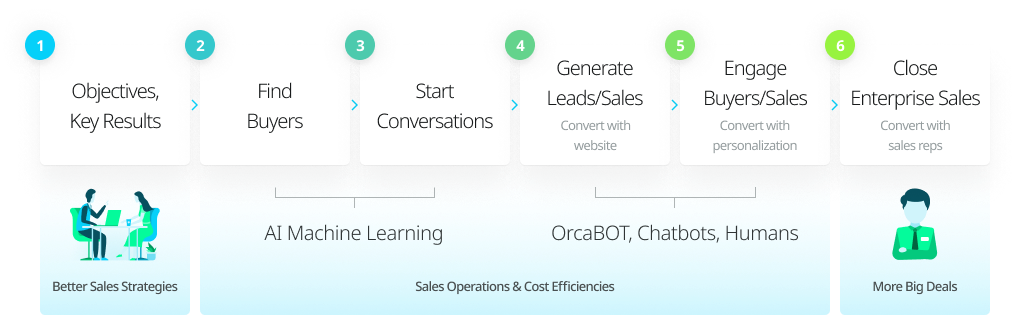 1
Objectives,
Key Results
2
Find
Buyers
3
Start
Conversations
4
Generate
Leads/Sales
Convert with
website
5
Engage
Buyers/Sales
Convert with
personalization
6
Close
Enterprise Sales
Convert with
sales reps
AI Machine Learning
OrcaBOT, Chatbots, Humans
Better Sales Strategies
Sales Operations & Cost Efficiencies
More Big Deals